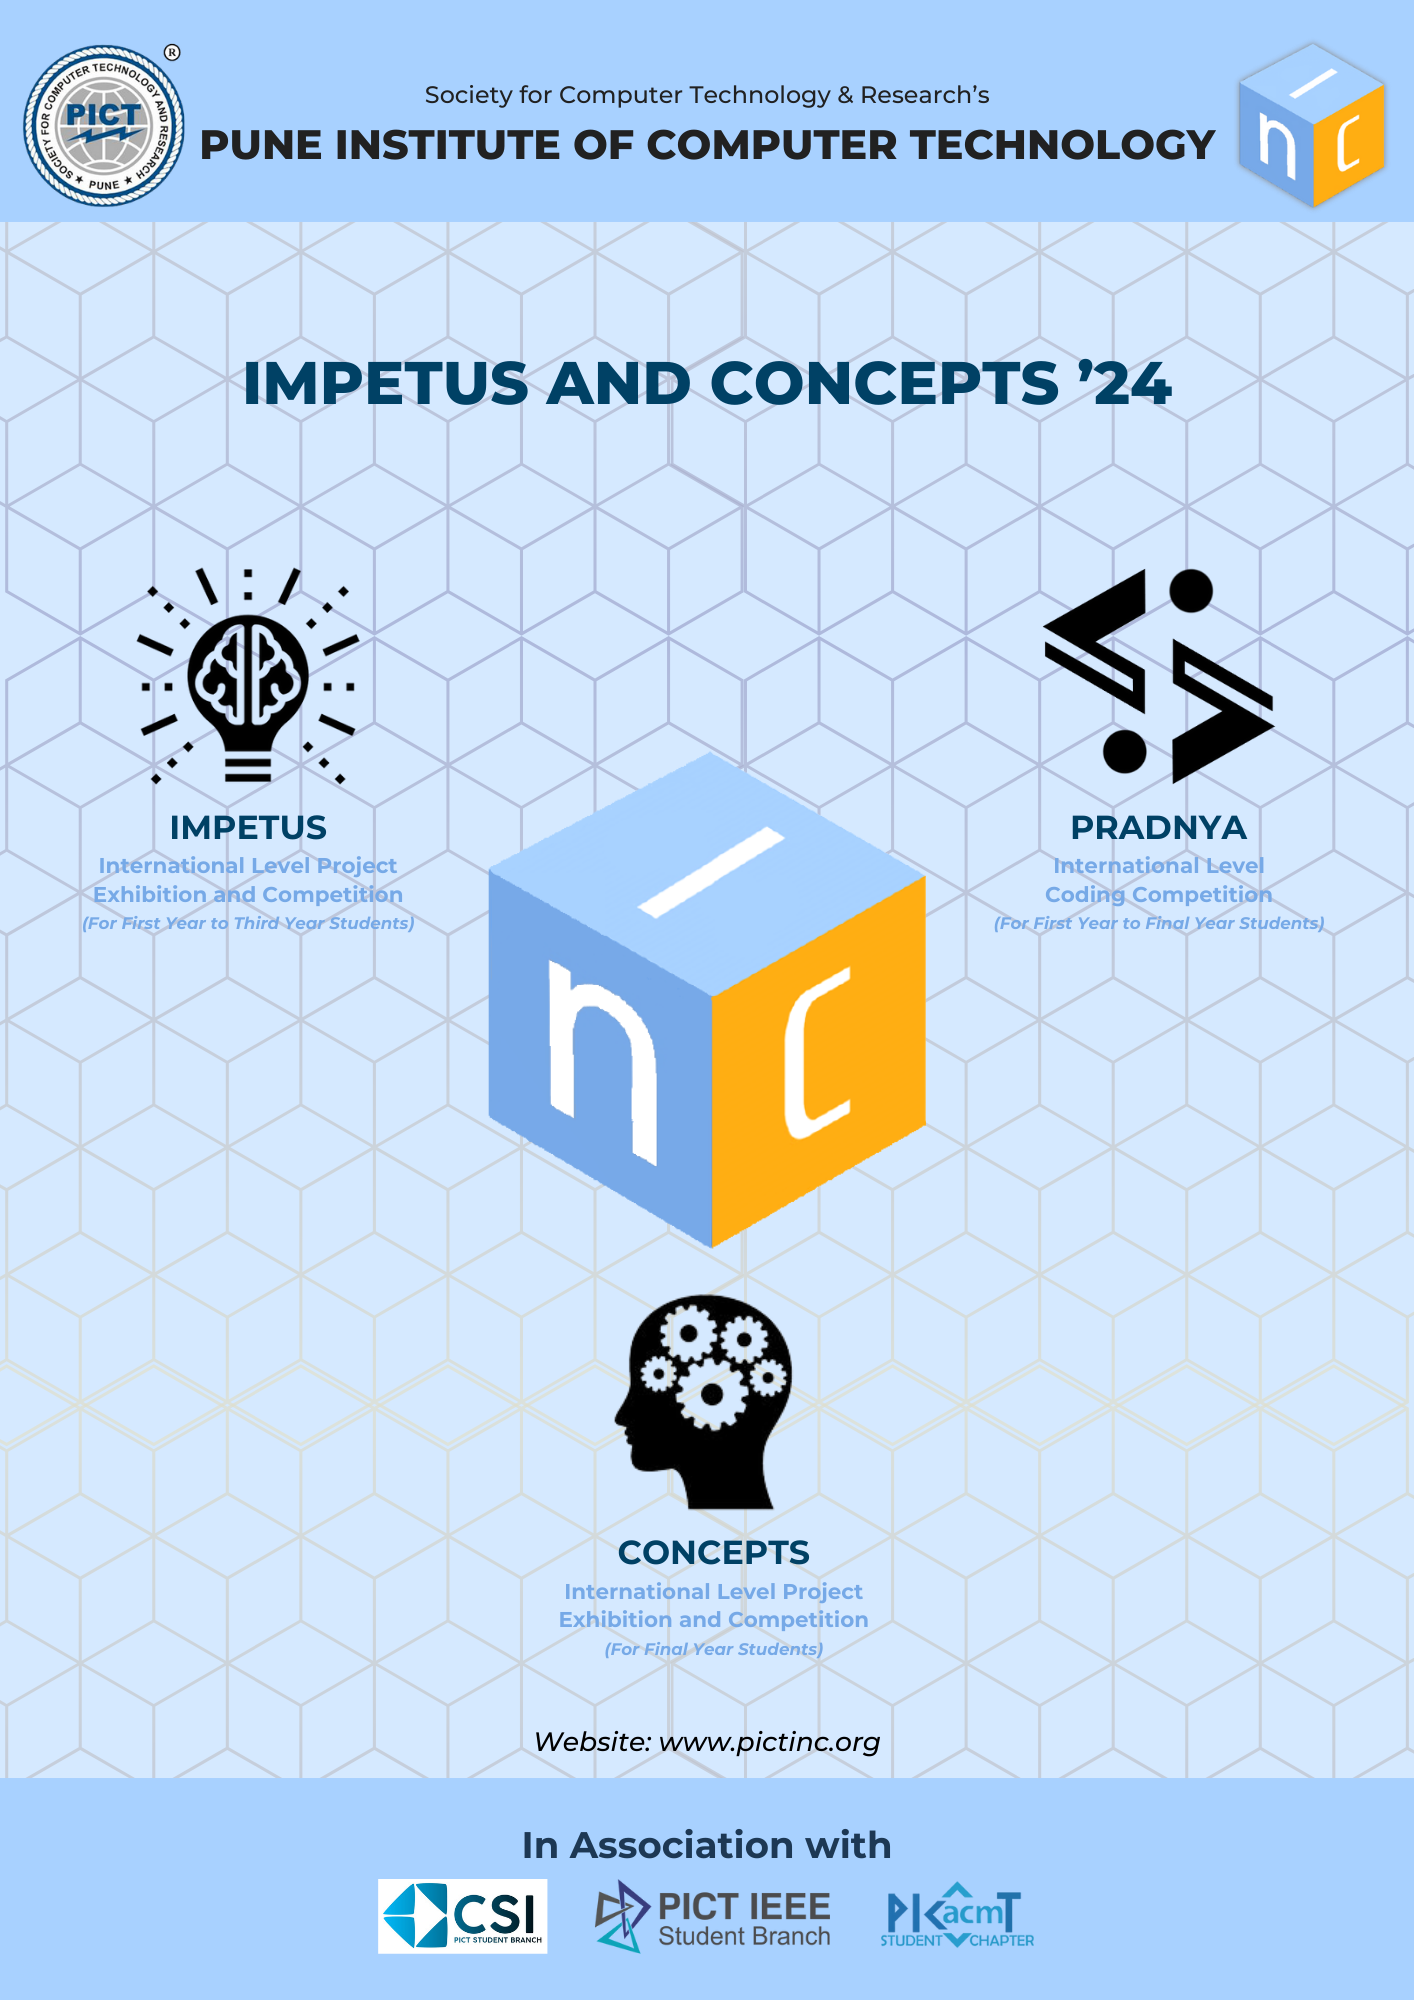 SOCIETY FOR COMPUTER TECHNOLOGY AND RESEARCH
PICT
★ PUNE ★
®
Society for Computer Technology & Research’s
PUNE INSTITUTE OF COMPUTER TECHNOLOGY
I
n c
IMPETUS AND CONCEPTS ’24
IMPETUS
International Level Project
Exhibition and Competition
(For First Year to Third Year Students)
PRADNYA
International Level
Coding Competition
(For First Year to Final Year Students)
I
n c
CONCEPTS
International Level Project
Exhibition and Competition
(For Final Year Students)
Website: www.pictinc.org
In Association with
CSI
PICT STUDENT BRANCH
PICT IEEE
Student Branch
PICT acm
STUDENT CHAPTER